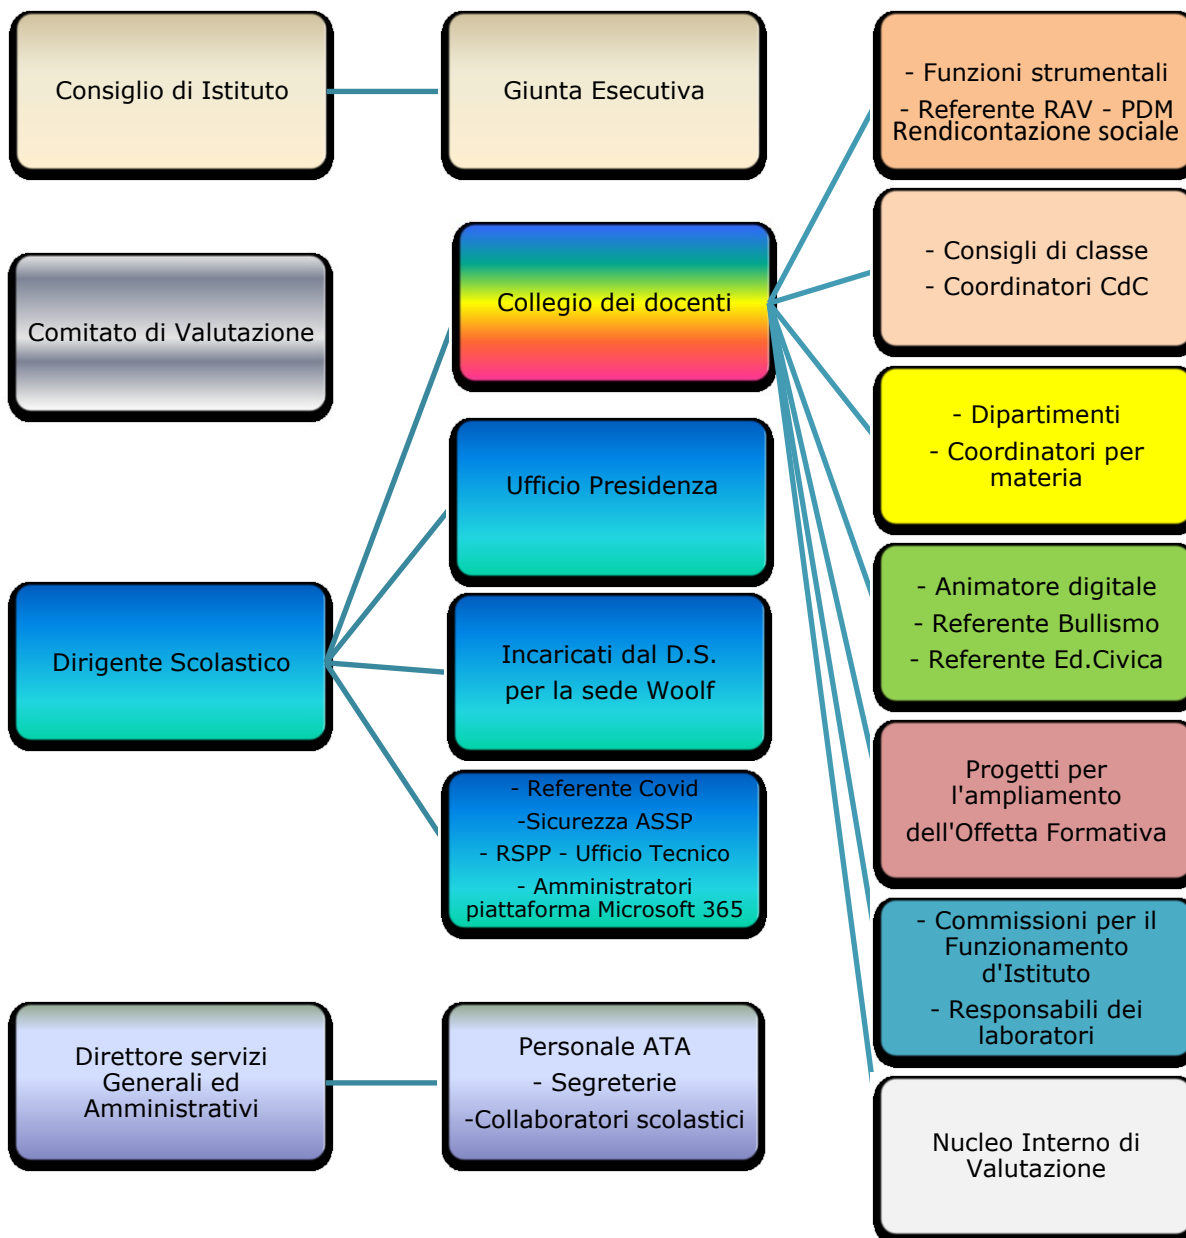 Consiglio di Istituto
Giunta Esecutiva
- Funzioni strumentali
- Referente RAV - PDM
Rendicontazione sociale
Comitato di Valutazione
Collegio dei docenti
- Consigli di classe
- Coordinatori CdC
Ufficio Presidenza
- Dipartimenti
- Coordinatori per
materia
Dirigente Scolastico
Incaricati dal D.S.
per la sede Woolf
- Animatore digitale
- Referente Bullismo
- Referente Ed.Civica
- Referente Covid
-Sicurezza ASSP
- RSPP - Ufficio Tecnico
- Amministratori
piattaforma Microsoft 365
Progetti per
l'ampliamento
dell'Offetta Formativa
- Commissioni per il
Funzionamento
d'Istituto
- Responsabili dei
laboratori
Direttore servizi
Generali ed
Amministrativi
Personale ATA
- Segreterie
-Collaboratori scolastici
Nucleo Interno di
Valutazione